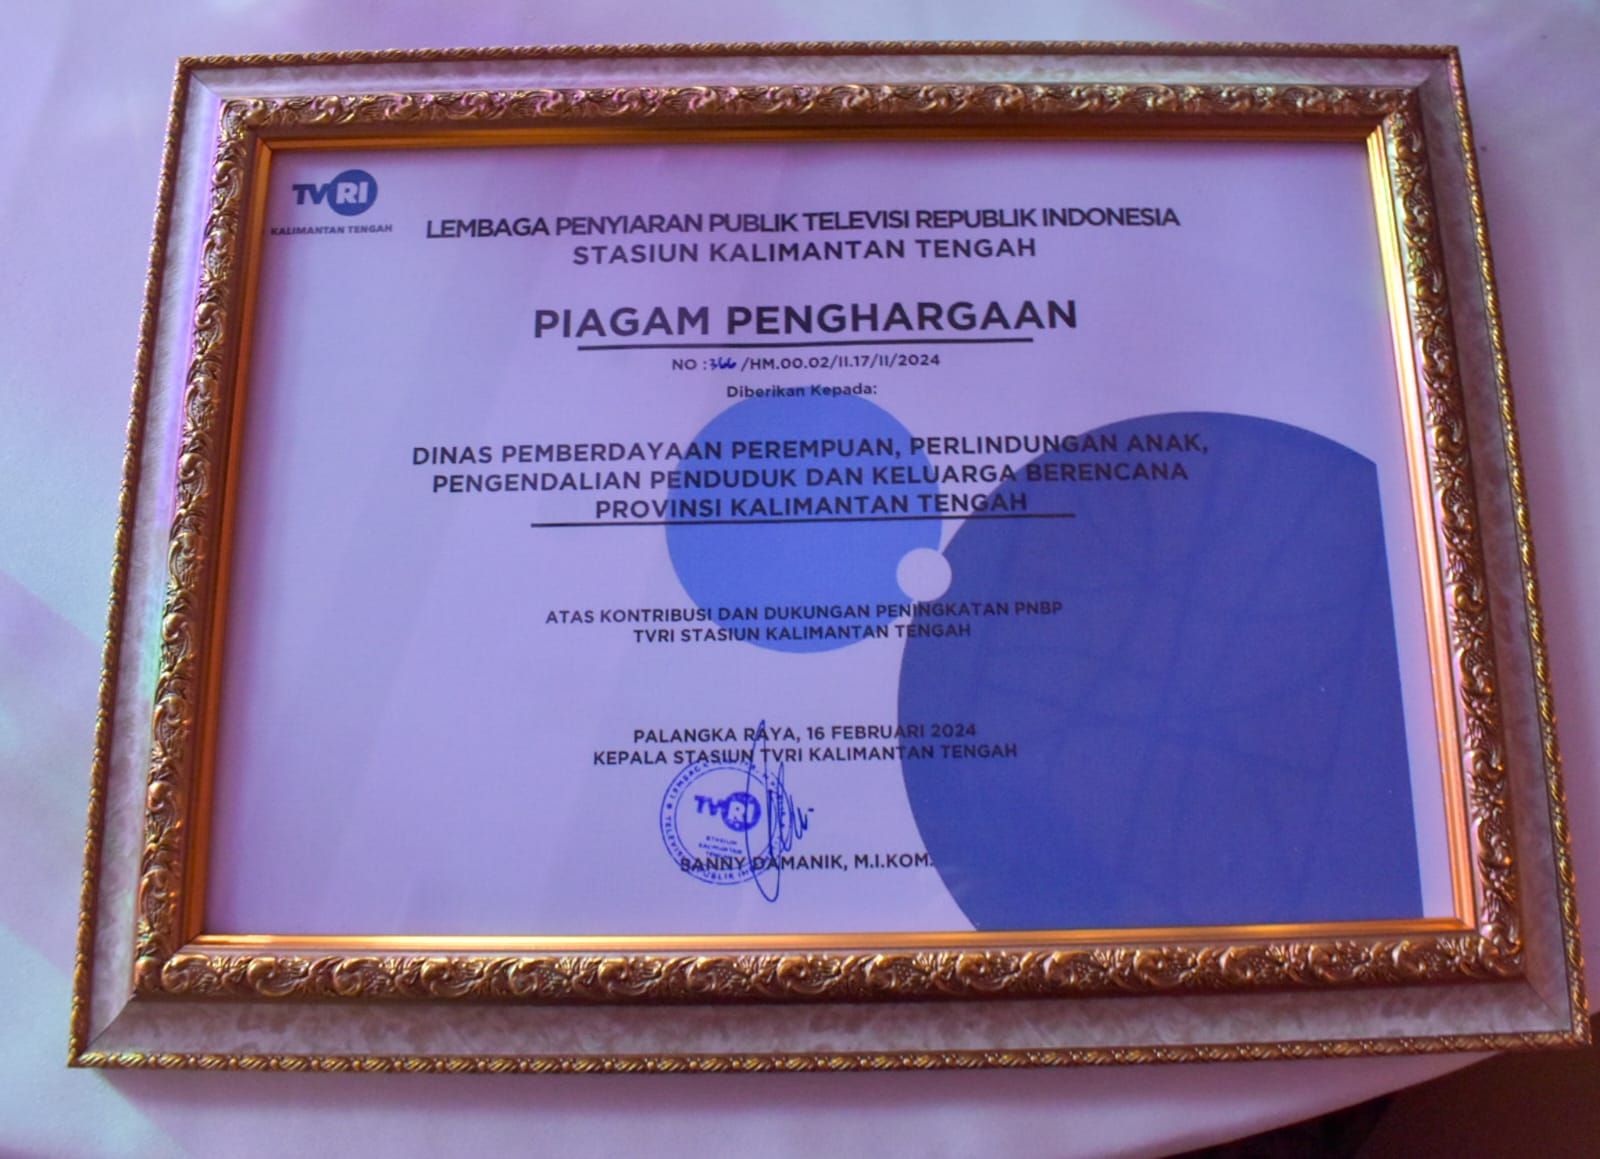 TVRI
KALIMANTAN TENGAH
LEMBAGA PENYIARAN PUBLIK TELEVISI REPUBLIK INDONESIA
STASIUN KALIMANTAN TENGAH
PIAGAM PENGHARGAAN
NO : 366 /HM.00.02/II.17/II/2024
Diberikan Kepada:
DINAS PEMBERDAYAAN PEREMPUAN, PERLINDUNGAN ANAK,
PENGENDALIAN PENDUDUK DAN KELUARGA BERENCANA
PROVINSI KALIMANTAN TENGAH
ATAS KONTRIBUSI DAN DUKUNGAN PENINGKATAN PNBP
TVRI STASIUN KALIMANTAN TENGAH
PALANGKA RAYA, 16 FEBRUARI 2024
KEPALA STASIUN TVRI KALIMANTAN TENGAH
TVRI
STASIUN
KALIMANTAN
TENGAH
BANNY DAMANIK, M.I.KOM.